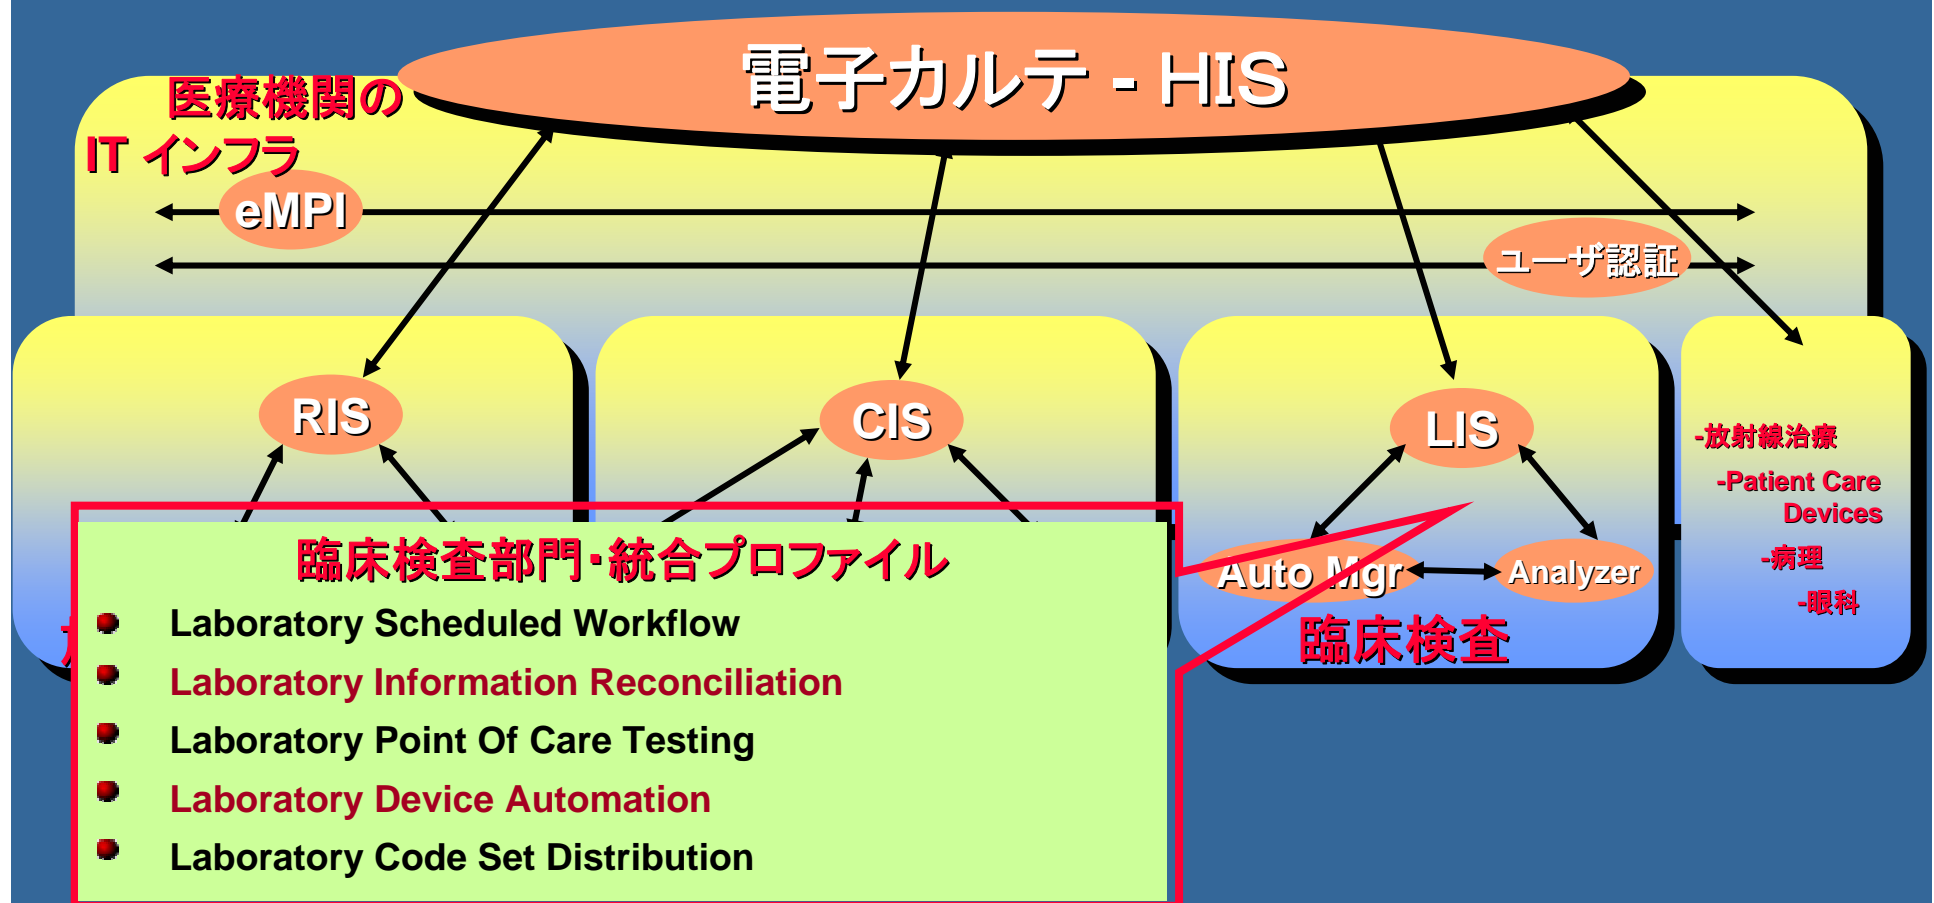 電子カルテ - HIS
医療機関の
IT インフラ
eMPI
ユーザ認証
RIS
CIS
LIS
Auto Mgr
Analyzer
臨床検査
-放射線治療
-Patient Care
Devices
-病理
-眼科
臨床検査部門・統合プロファイル
Laboratory Scheduled Workflow
Laboratory Information Reconciliation
Laboratory Point Of Care Testing
Laboratory Device Automation
Laboratory Code Set Distribution